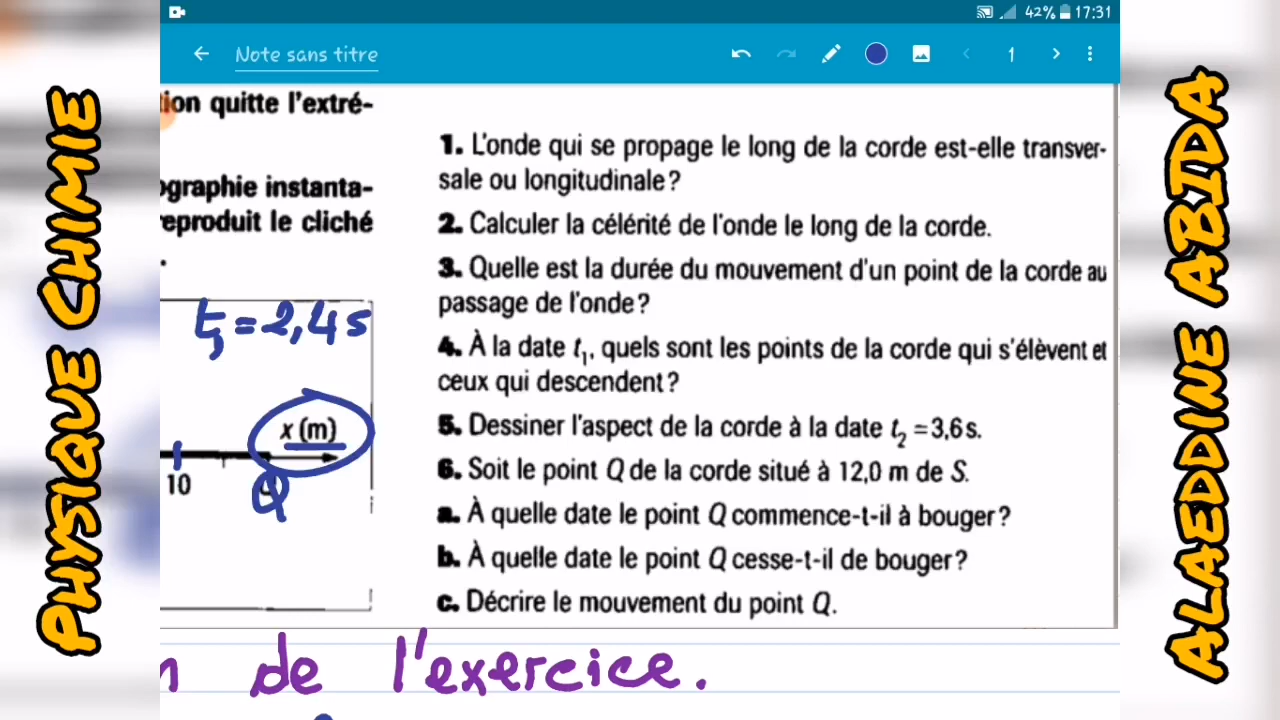 42% 17:31
Note sans titre
1
PHYSIQUE CHIMIE
tion quitte l'extré-
ographie instanta-
reproduit le cliché
t₁ = 2,4 s
x (m)
10
Q
1. L'onde qui se propage le long de la corde est-elle transver-
sale ou longitudinale ?
2. Calculer la célérité de l'onde le long de la corde.
3. Quelle est la durée du mouvement d'un point de la corde au
passage de l'onde ?
4. À la date t₁, quels sont les points de la corde qui s'élèvent et
ceux qui descendent ?
5. Dessiner l'aspect de la corde à la date t₂ = 3,6 s.
6. Soit le point Q de la corde situé à 12,0 m de S.
a. À quelle date le point Q commence-t-il à bouger ?
b. À quelle date le point Q cesse-t-il de bouger ?
c. Décrire le mouvement du point Q.
n de l'exercice.
ALAEDDINE ABIDA